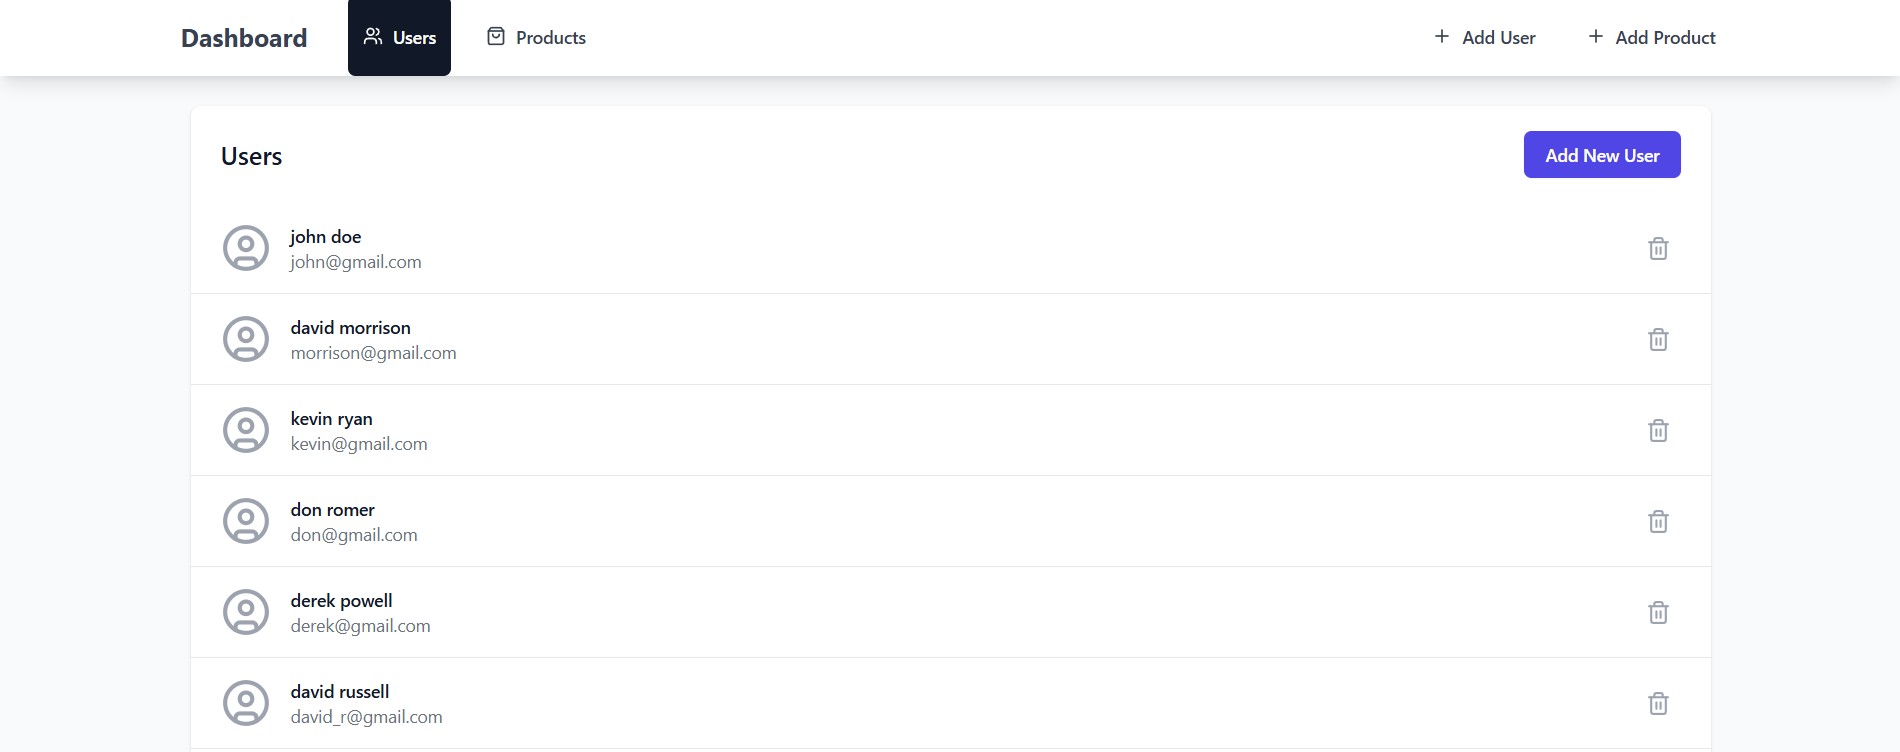 Dashboard Users Products Add User Add Product
Users Add New User
john doe
john@gmail.com
david morrison
morrison@gmail.com
kevin ryan
kevin@gmail.com
don romer
don@gmail.com
derek powell
derek@gmail.com
david russell
david_r@gmail.com